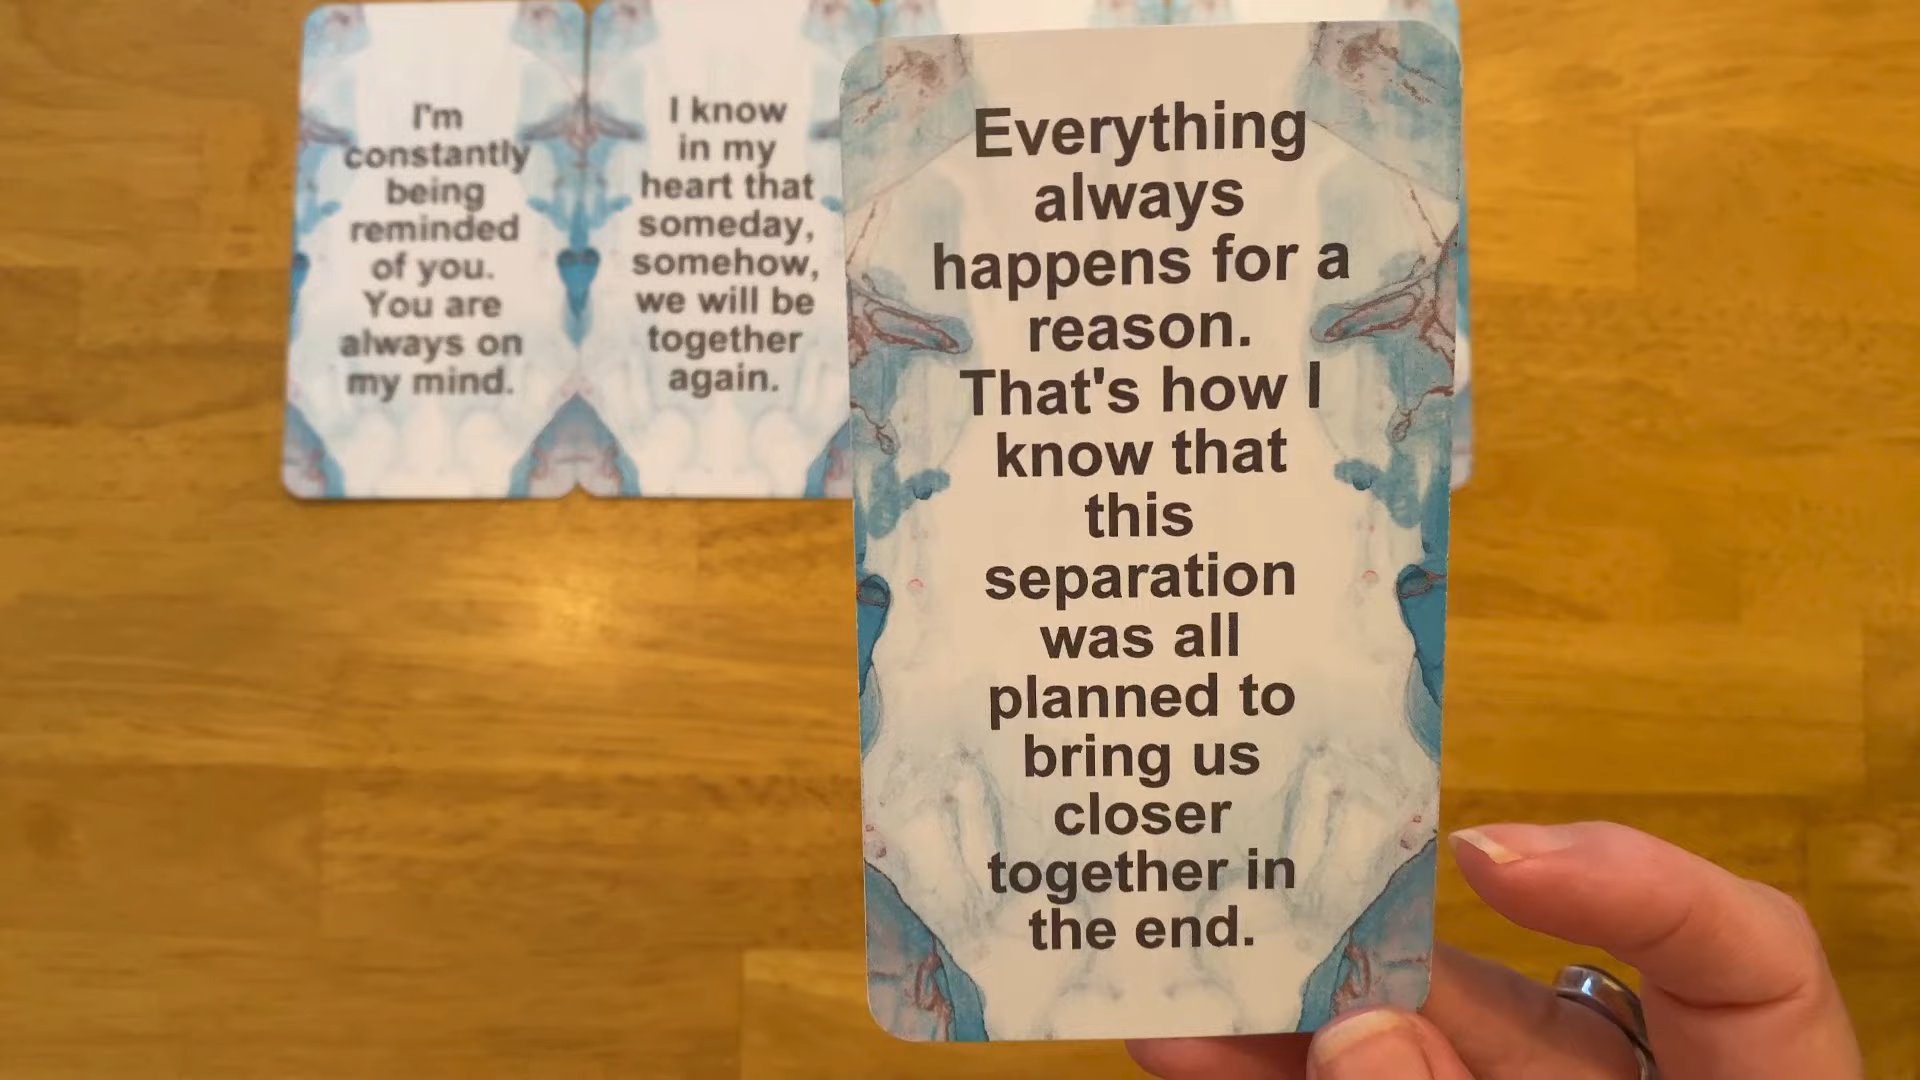 I'm
constantly
being
reminded
of you.
You are
always on
my mind.
I know
in my
heart that
someday,
somehow,
we will be
together
again.
Everything
always
happens for a
reason.
That's how I
know that
this
separation
was all
planned to
bring us
closer
together in
the end.